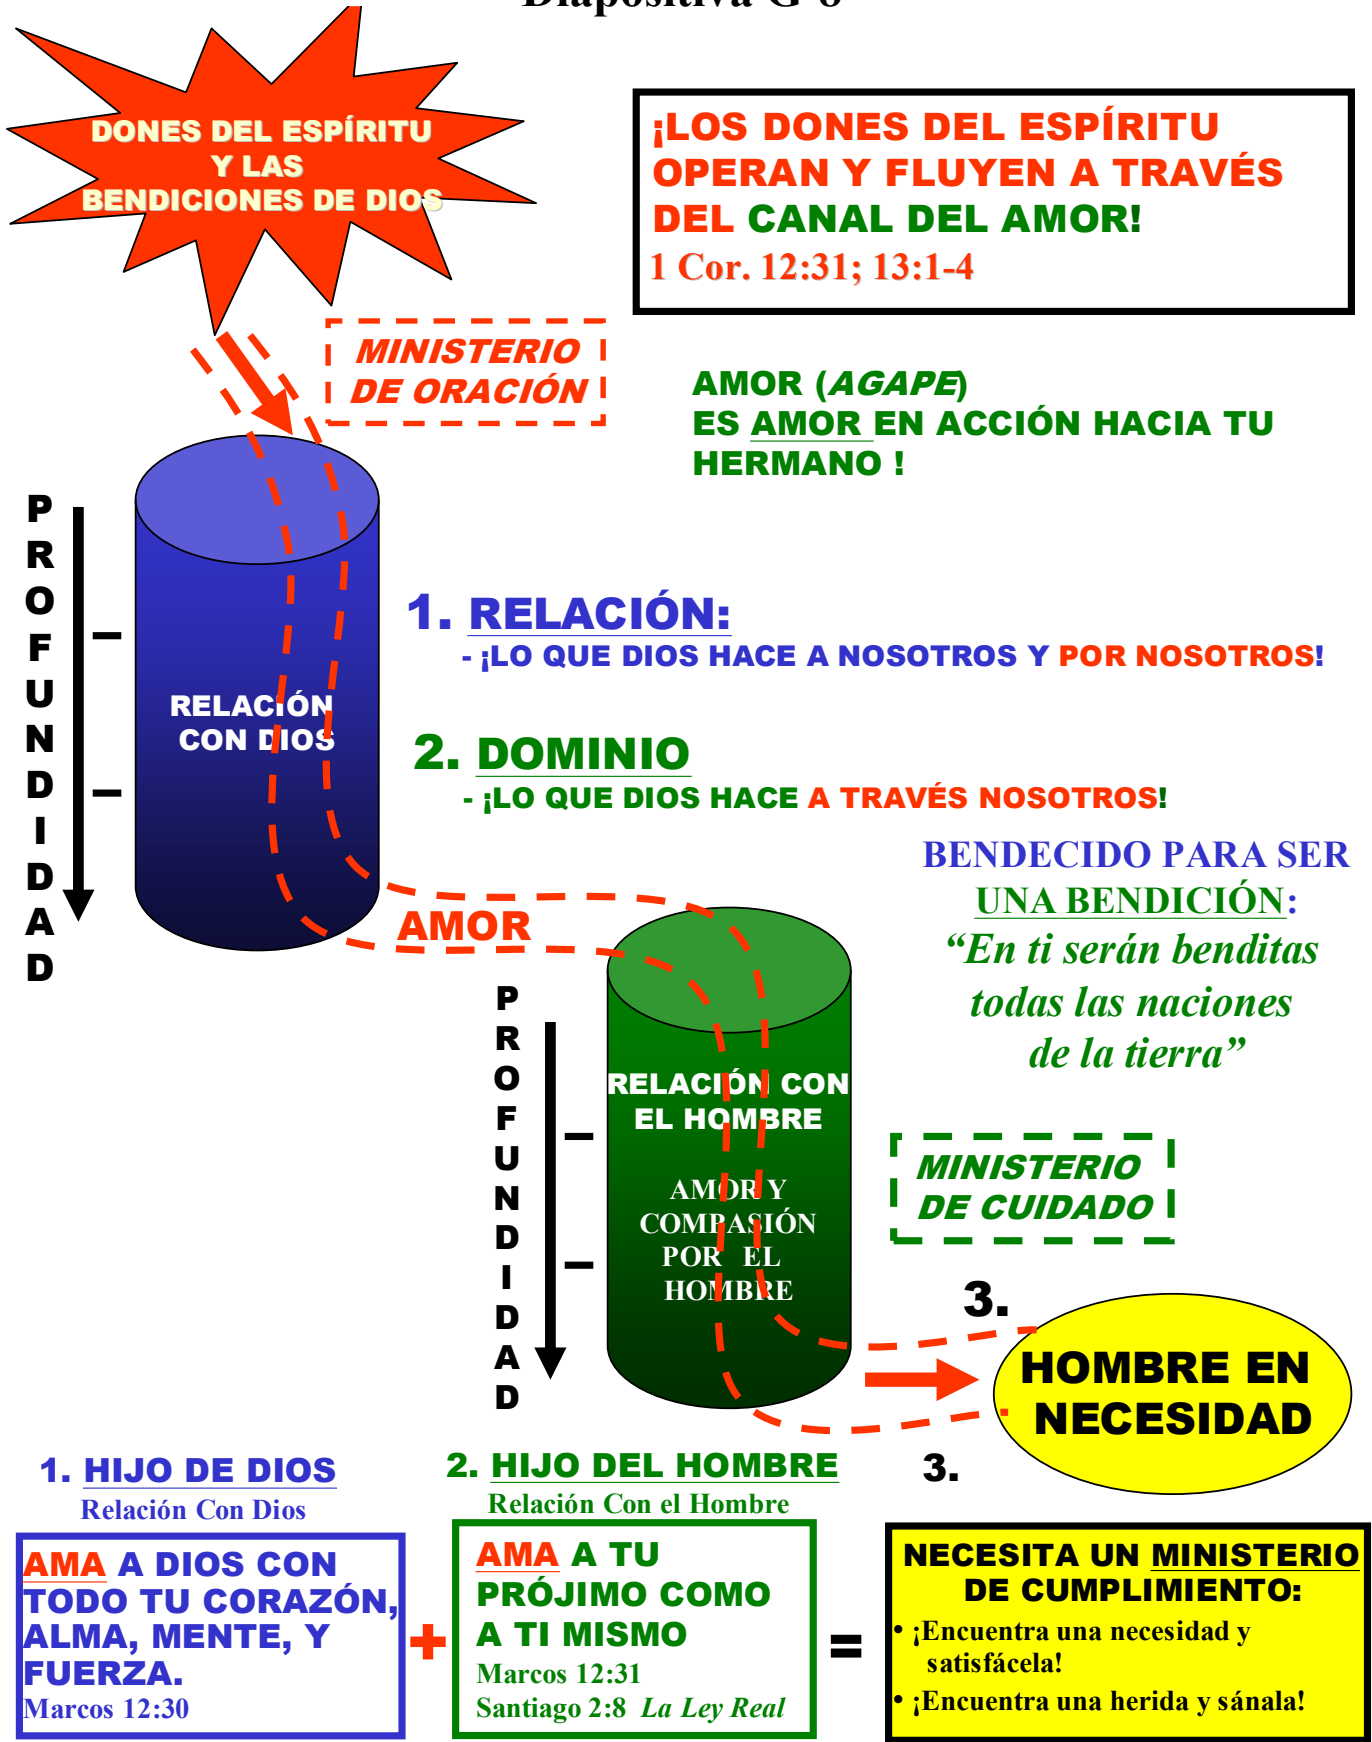 Diapositiva G-8
DONES DEL ESPÍRITU
Y LAS
BENDICIONES DE DIOS
¡LOS DONES DEL ESPÍRITU
OPERAN Y FLUYEN A TRAVÉS
DEL CANAL DEL AMOR!
1 Cor. 12:31; 13:1-4
MINISTERIO
DE ORACIÓN
AMOR (AGAPE)
ES AMOR EN ACCIÓN HACIA TU
HERMANO !
PROFUNDIDAD
RELACIÓN
CON DIOS
1. RELACIÓN:
- ¡LO QUE DIOS HACE A NOSOTROS Y POR NOSOTROS!
2. DOMINIO
- ¡LO QUE DIOS HACE A TRAVÉS NOSOTROS!
BENDECIDO PARA SER
UNA BENDICIÓN:
“En ti serán benditas
todas las naciones
de la tierra”
AMOR
PROFUNDIDAD
RELACIÓN CON
EL HOMBRE
AMOR Y
COMPASIÓN
POR EL
HOMBRE
MINISTERIO
DE CUIDADO
3.
HOMBRE EN
NECESIDAD
1. HIJO DE DIOS
Relación Con Dios
AMA A DIOS CON
TODO TU CORAZÓN,
ALMA, MENTE, Y
FUERZA.
Marcos 12:30
+
2. HIJO DEL HOMBRE
Relación Con el Hombre
AMA A TU
PRÓJIMO COMO
A TI MISMO
Marcos 12:31
Santiago 2:8 La Ley Real
=
3.
NECESITA UN MINISTERIO
DE CUMPLIMIENTO:
• ¡Encuentra una necesidad y
satisfácela!
• ¡Encuentra una herida y sánala!